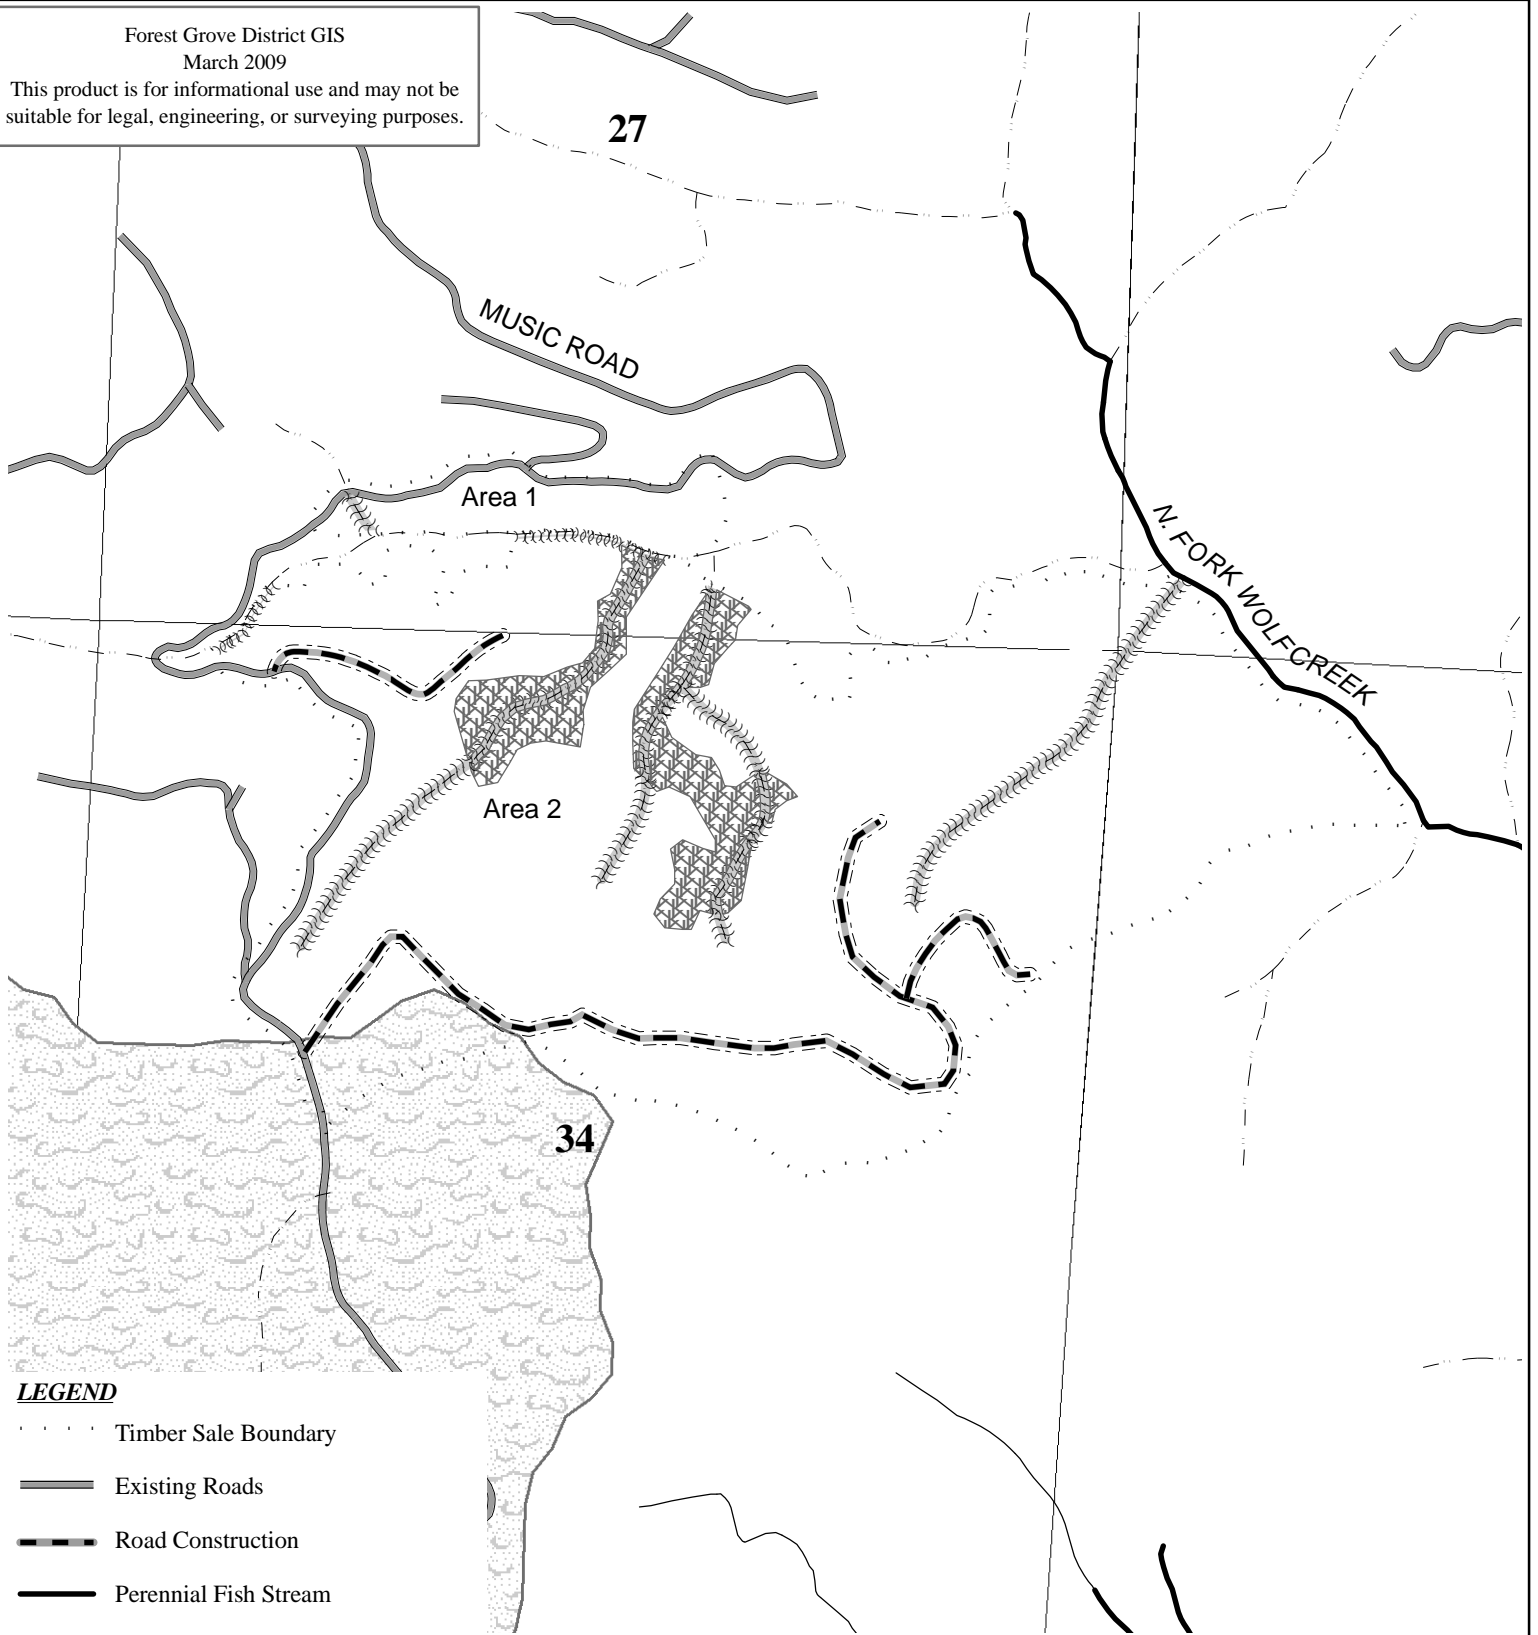 Forest Grove District GIS
March 2009
This product is for informational use and may not be
suitable for legal, engineering, or surveying purposes.
27
MUSIC ROAD
Area 1
N. FORK WOLFCREEK
Area 2
34
LEGEND
Timber Sale Boundary
Existing Roads
Road Construction
Perennial Fish Stream